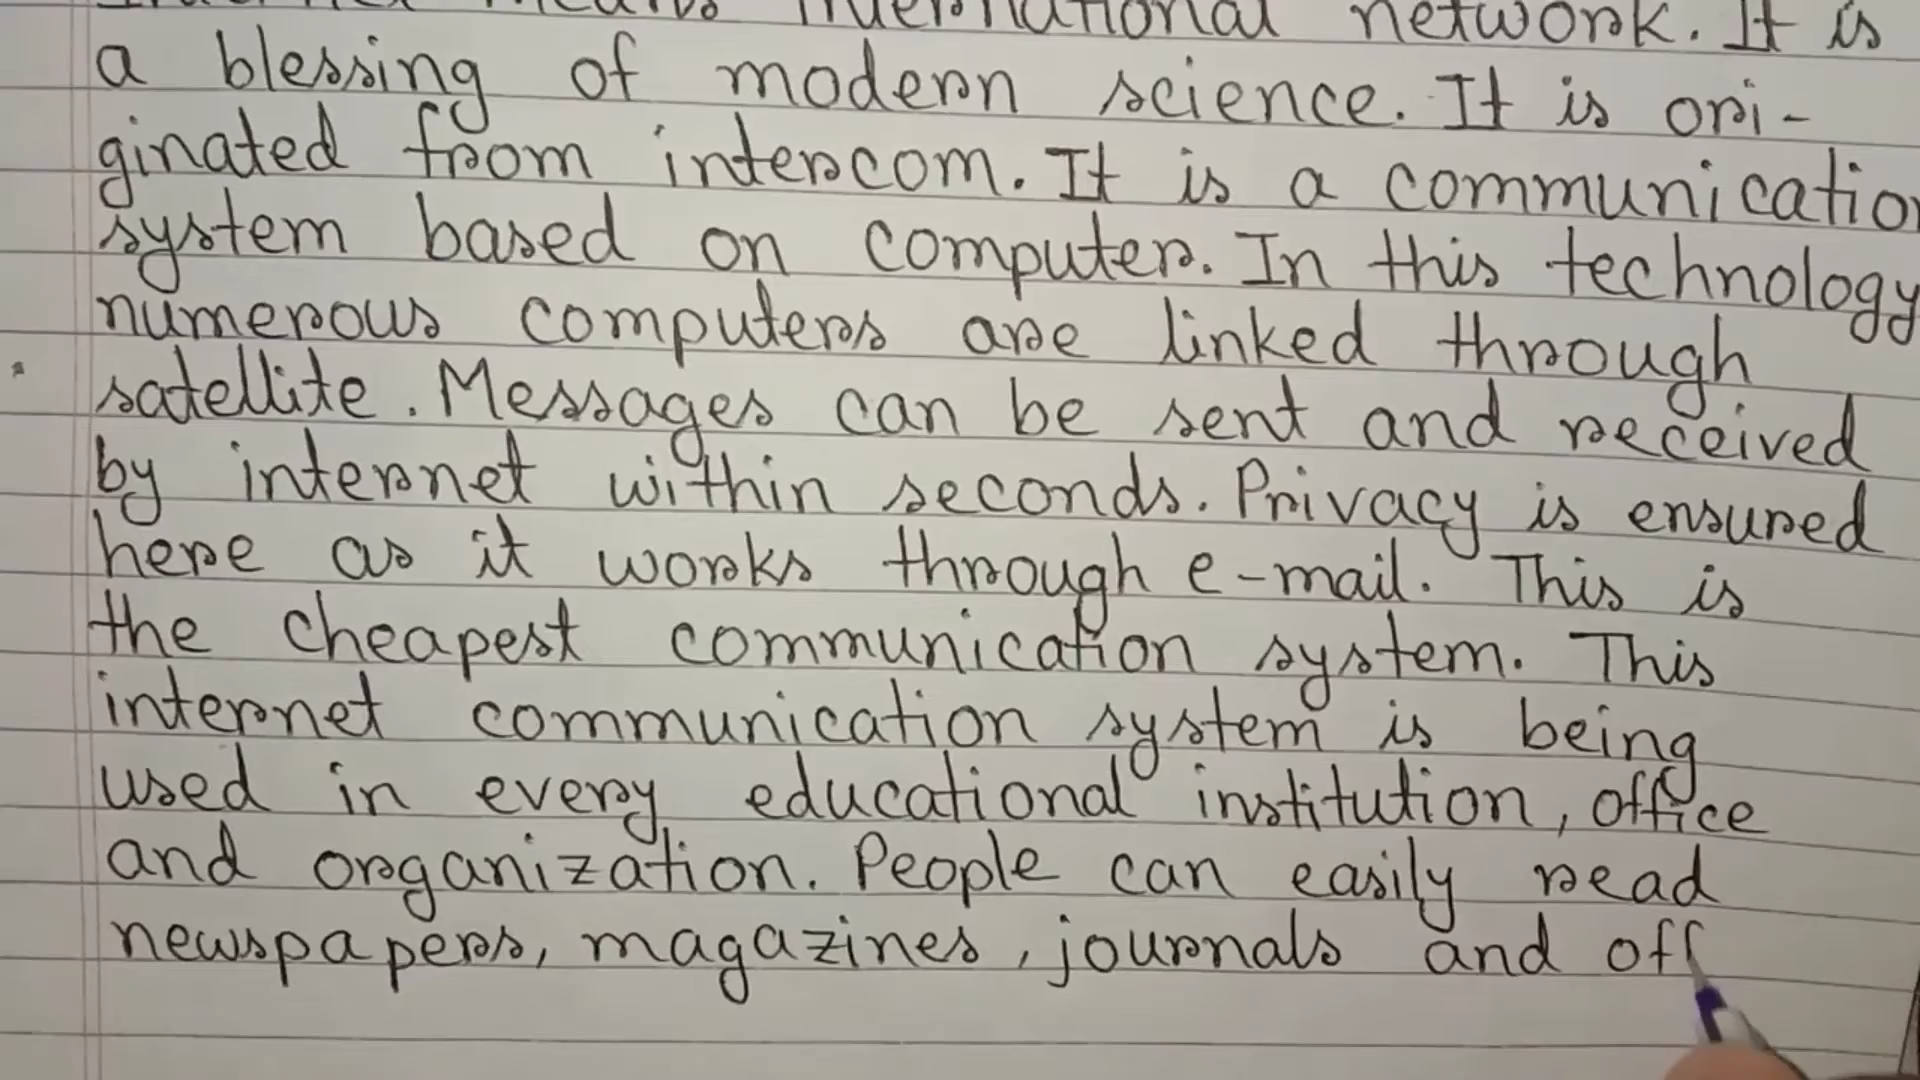 Internet means international network. It is
a blessing of modern science. It is ori-
ginated from intercom. It is a communication
system based on computer. In this technology
numerous computers are linked through
satellite. Messages can be sent and received
by internet within seconds. Privacy is ensured
here as it works through e-mail. This is
the cheapest communication system. This
internet communication system is being
used in every educational institution, office
and organization. People can easily read
newspapers, magazines, journals and off